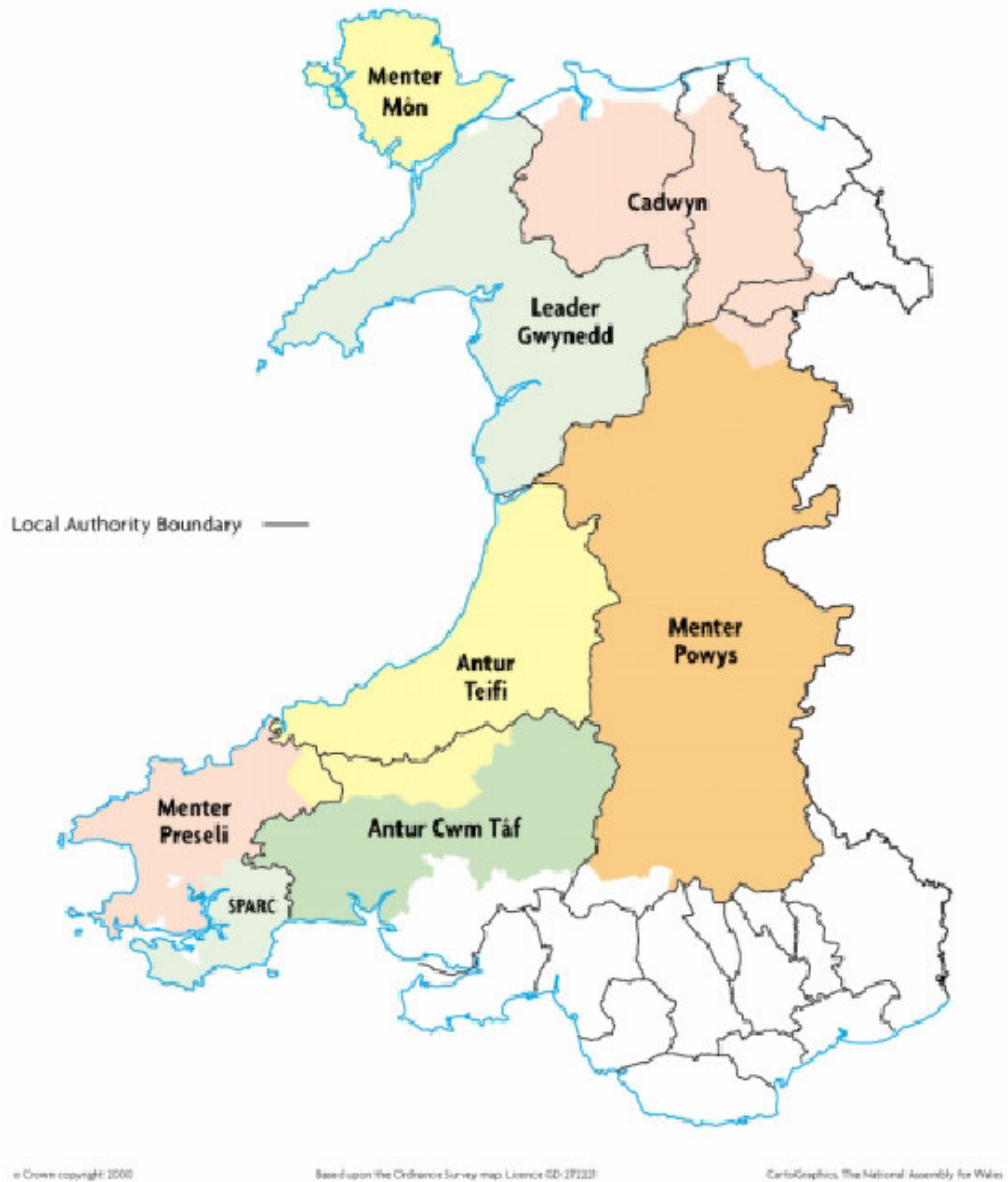 Menter
Môn
Cadwyn
Leader
Gwynedd
Local Authority Boundary
Menter
Powys
Antur
Teifi
Menter
Preseli
Antur Cwm Tâf
SPARC
© Crown copyright 2000
Based upon the Ordnance Survey map. Licence
CartoGraphics. The National Assembly for Wales